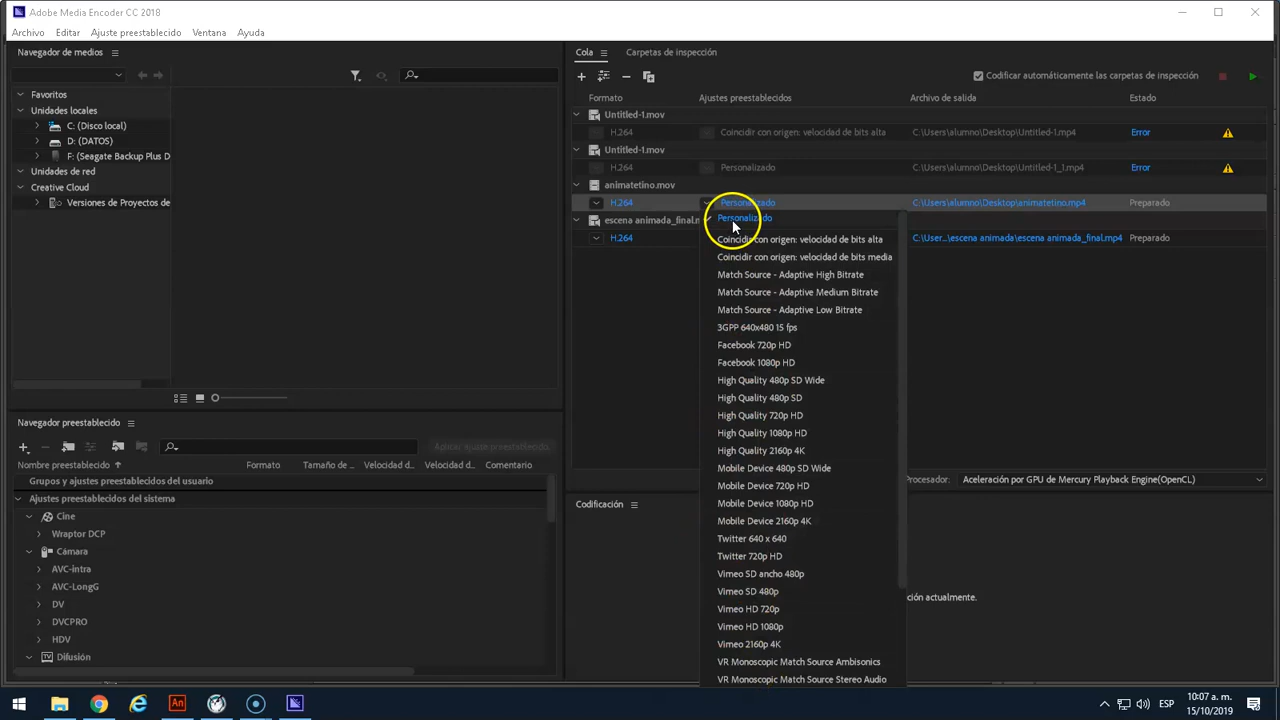 Adobe Media Encoder CC 2018
Archivo Editar Ajuste preestablecido Ventana Ayuda
Navegador de medios
Favoritos
Unidades locales
C: (Disco local)
D: (DATOS)
F: (Seagate Backup Plus D
Unidades de red
Creative Cloud
Versiones de Proyectos de
Cola Carpetas de inspección
Codificar automáticamente las carpetas de inspección
Formato Ajustes preestablecidos Archivo de salida Estado
Untitled-1.mov
H.264 Coincidir con origen: velocidad de bits alta C:\Users\alumno\Desktop\Untitled-1.mp4 Error
Untitled-1.mov
H.264 Personalizado C:\Users\alumno\Desktop\Untitled-1_1.mp4 Error
animatetino.mov
H.264 Personalizado C:\Users\alumno\Desktop\animatetino.mp4 Preparado
escena animada_final.m
H.264 C:\User...\escena animada\escena animada_final.mp4 Preparado
Personalizado
Coincidir con origen: velocidad de bits alta
Coincidir con origen: velocidad de bits media
Match Source - Adaptive High Bitrate
Match Source - Adaptive Medium Bitrate
Match Source - Adaptive Low Bitrate
3GPP 640x480 15 fps
Facebook 720p HD
Facebook 1080p HD
High Quality 480p SD Wide
High Quality 480p SD
High Quality 720p HD
High Quality 1080p HD
High Quality 2160p 4K
Mobile Device 480p SD Wide
Mobile Device 720p HD
Mobile Device 1080p HD
Mobile Device 2160p 4K
Twitter 640 x 640
Twitter 720p HD
Vimeo SD ancho 480p
Vimeo SD 480p
Vimeo HD 720p
Vimeo HD 1080p
Vimeo 2160p 4K
VR Monoscopic Match Source Ambisonics
VR Monoscopic Match Source Stereo Audio
Procesador: Aceleración por GPU de Mercury Playback Engine(OpenCL)
Codificación
ción actualmente.
Navegador preestablecido
Aplicar ajuste preestablecido
Nombre preestablecido Formato Tamaño de ... Velocidad d... Velocidad d... Comentario
Grupos y ajustes preestablecidos del usuario
Ajustes preestablecidos del sistema
Cine
Wraptor DCP
Cámara
AVC-intra
AVC-LongG
DV
DVCPRO
HDV
Difusión
An
ESP
10:07 a. m.
15/10/2019